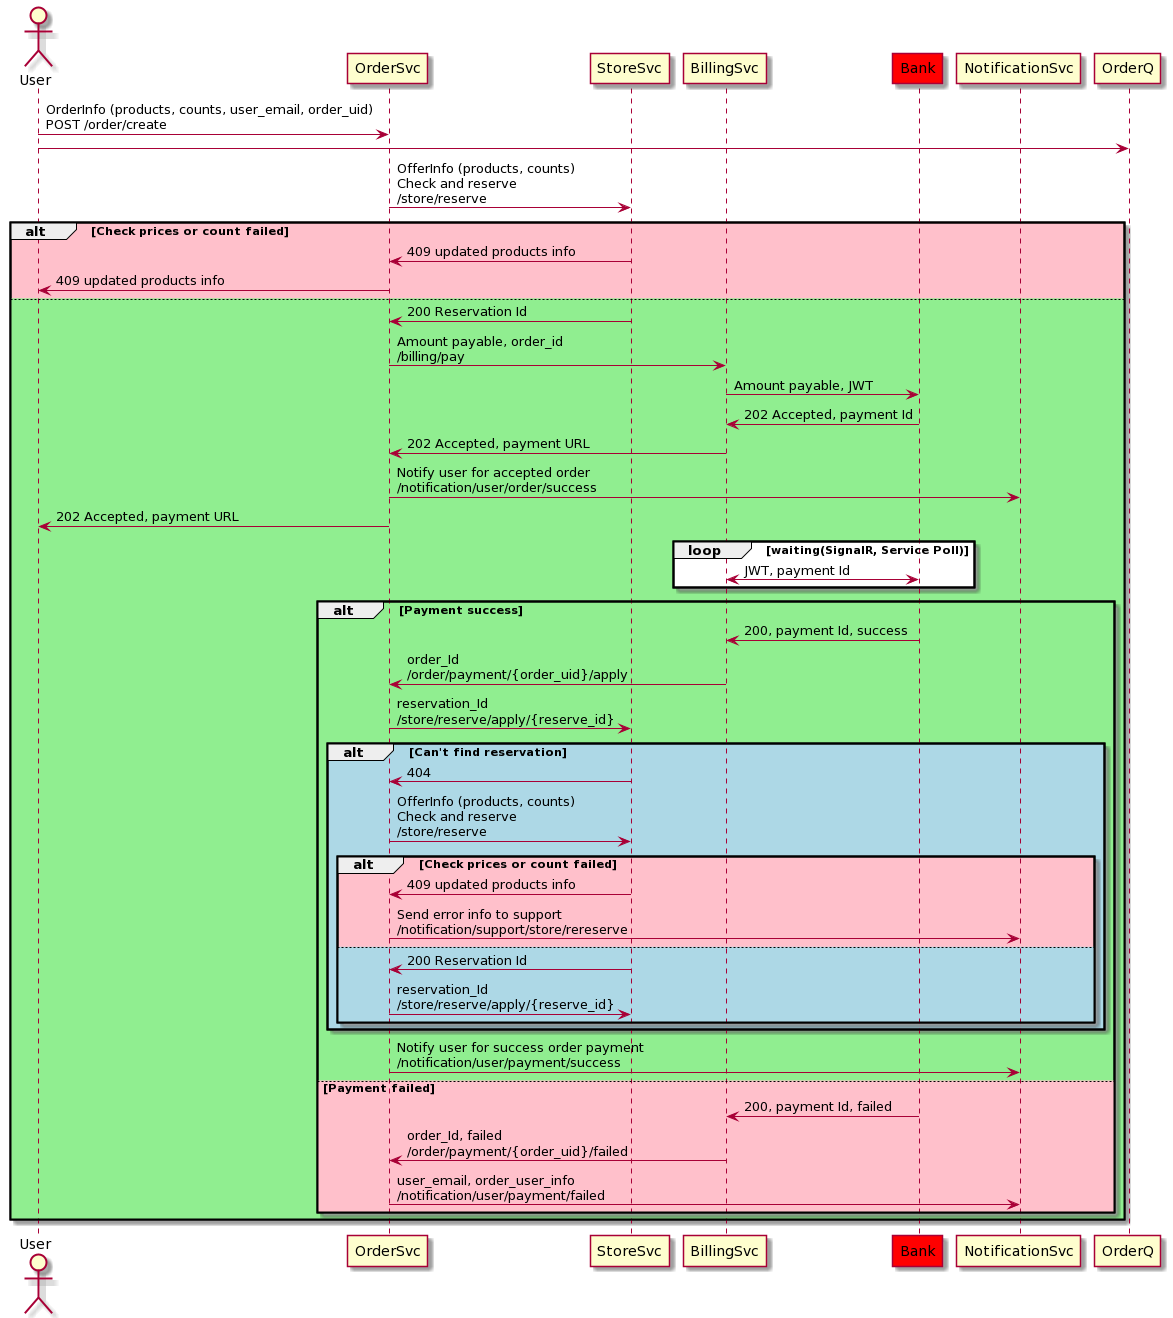 User
OrderSvc
StoreSvc
BillingSvc
Bank
NotificationSvc
OrderQ
OrderInfo (products, counts, user_email, order_uid)
POST /order/create
OfferInfo (products, counts)
Check and reserve
/store/reserve
alt
[Check prices or count failed]
409 updated products info
409 updated products info
200 Reservation Id
Amount payable, order_id
/billing/pay
Amount payable, JWT
202 Accepted, payment Id
202 Accepted, payment URL
Notify user for accepted order
/notification/user/order/success
202 Accepted, payment URL
loop
[waiting(SignalR, Service Poll)]
JWT, payment Id
alt
[Payment success]
200, payment Id, success
order_Id
/order/payment/{order_uid}/apply
reservation_Id
/store/reserve/apply/{reserve_id}
alt
[Can't find reservation]
404
OfferInfo (products, counts)
Check and reserve
/store/reserve
alt
[Check prices or count failed]
409 updated products info
Send error info to support
/notification/support/store/rereserve
200 Reservation Id
reservation_Id
/store/reserve/apply/{reserve_id}
Notify user for success order payment
/notification/user/payment/success
[Payment failed]
200, payment Id, failed
order_Id, failed
/order/payment/{order_uid}/failed
user_email, order_user_info
/notification/user/payment/failed
User
OrderSvc
StoreSvc
BillingSvc
Bank
NotificationSvc
OrderQ